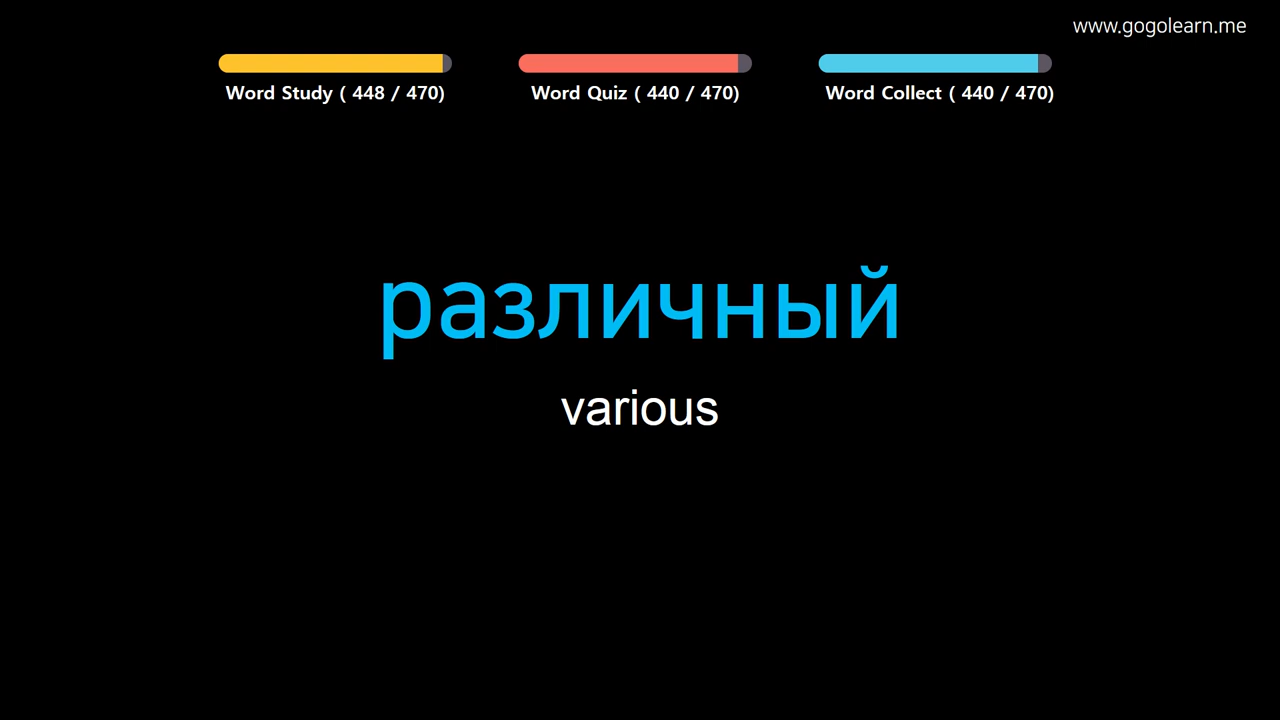 www.gogolearn.me
Word Study ( 448 / 470)
Word Quiz ( 440 / 470)
Word Collect ( 440 / 470)
различный
various